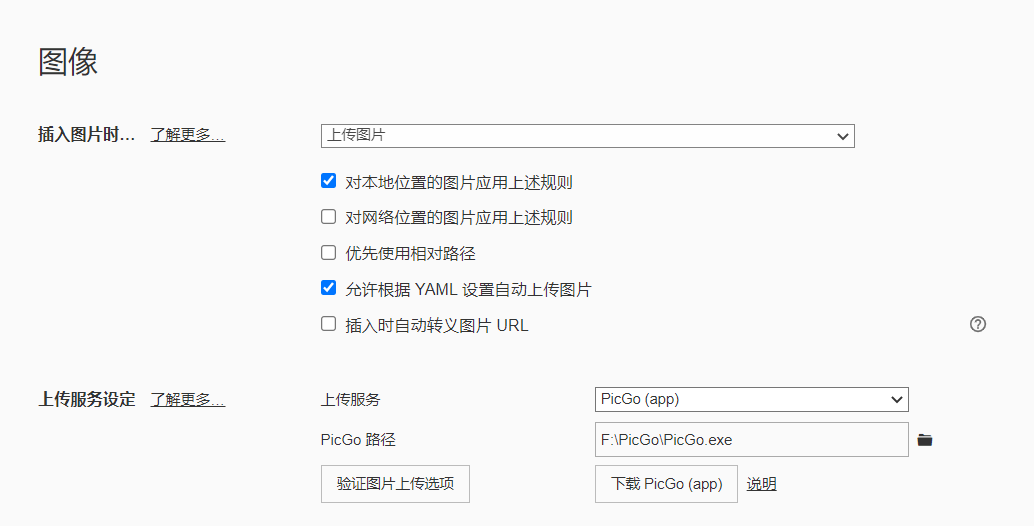 图像
插入图片时... 了解更多...
上传图片
对本地位置的图片应用上述规则
对网络位置的图片应用上述规则
优先使用相对路径
允许根据 YAML 设置自动上传图片
插入时自动转义图片 URL
上传服务设定 了解更多... 上传服务 PicGo (app)
PicGo 路径 F:\PicGo\PicGo.exe
验证图片上传选项 下载 PicGo (app) 说明